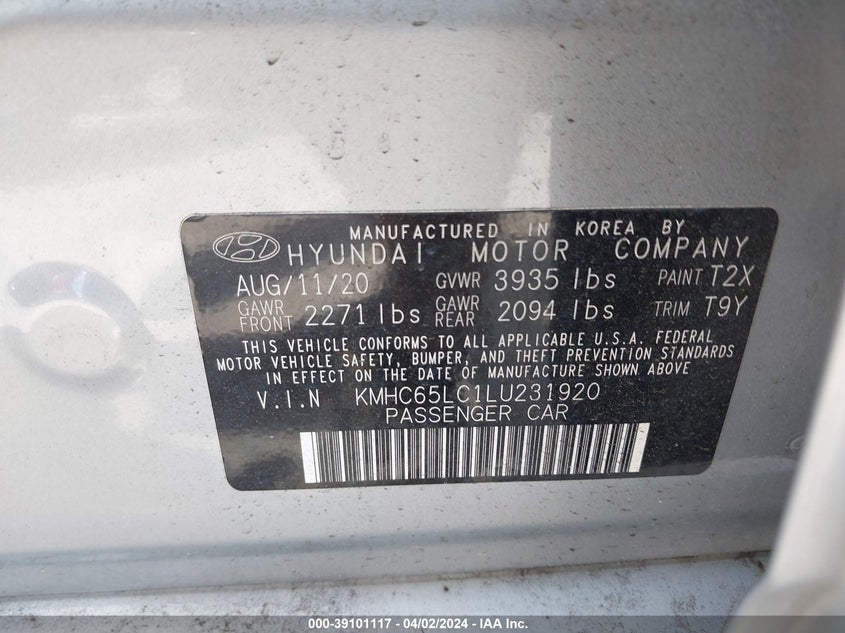 MANUFACTURED IN KOREA BY
HYUNDAI MOTOR COMPANY
AUG/11/20 GVWR 3935 lbs PAINT T2X
GAWR FRONT 2271 lbs GAWR REAR 2094 lbs TRIM T9Y
THIS VEHICLE CONFORMS TO ALL APPLICABLE U.S.A. FEDERAL
MOTOR VEHICLE SAFETY, BUMPER, AND THEFT PREVENTION STANDARDS
IN EFFECT ON THE DATE OF MANUFACTURE SHOWN ABOVE.
V.I.N KMHC65LC1LU231920
PASSENGER CAR
000-39101117 - 04/02/2024 - IAA Inc.